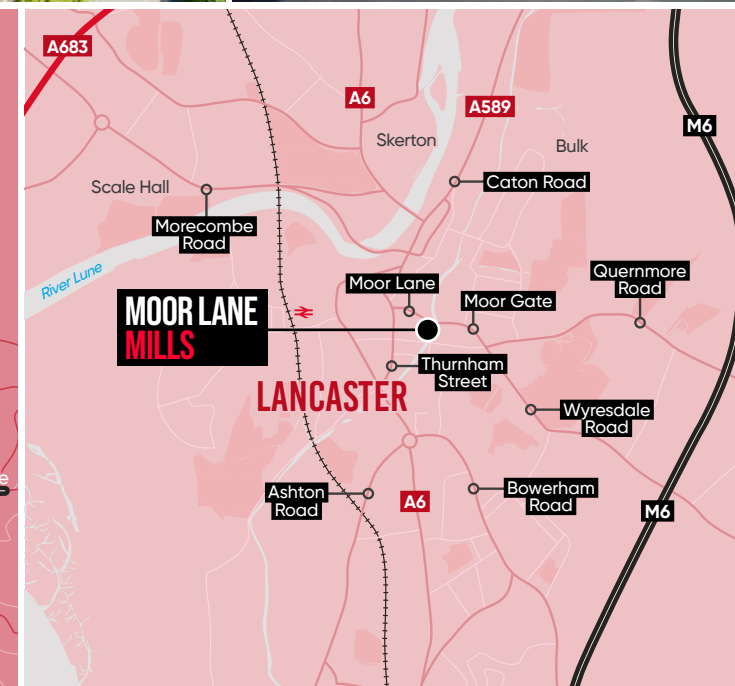 A683
A6
A589
M6
Skerton
Bulk
Scale Hall
Caton Road
Morecombe
Road
River Lune
Quernmore
Road
Moor Lane
Moor Gate
MOOR LANE
MILLS
Thurnham
Street
LANCASTER
Wyresdale
Road
Ashton
Road
A6
Bowerham
Road
M6